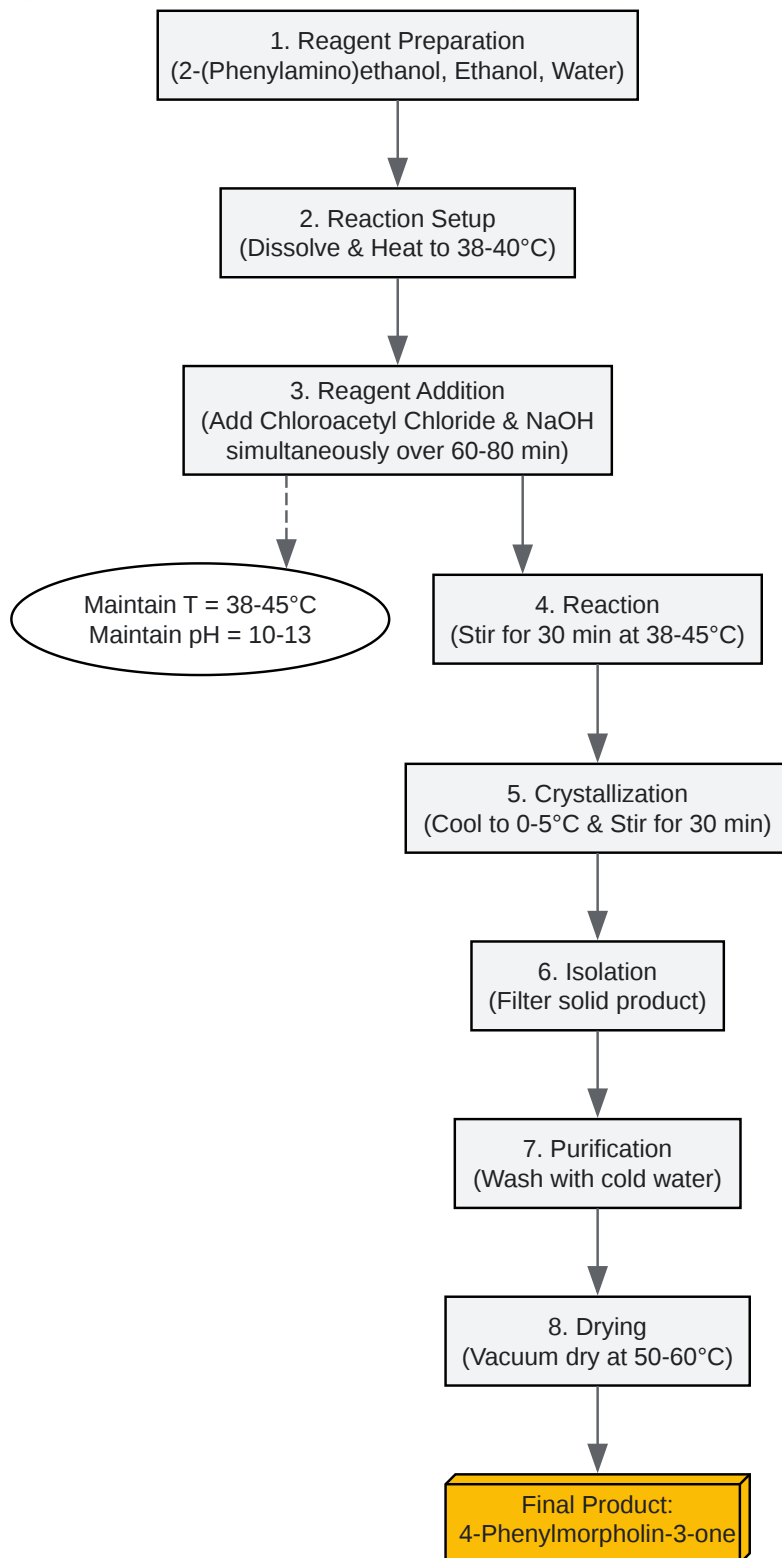 1. Reagent Preparation
(2-(Phenylamino)ethanol, Ethanol, Water)
2. Reaction Setup
(Dissolve & Heat to 38-40°C)
3. Reagent Addition
(Add Chloroacetyl Chloride & NaOH
simultaneously over 60-80 min)
Maintain T = 38-45°C
Maintain pH = 10-13
4. Reaction
(Stir for 30 min at 38-45°C)
5. Crystallization
(Cool to 0-5°C & Stir for 30 min)
6. Isolation
(Filter solid product)
7. Purification
(Wash with cold water)
8. Drying
(Vacuum dry at 50-60°C)
Final Product:
4-Phenylmorpholin-3-one